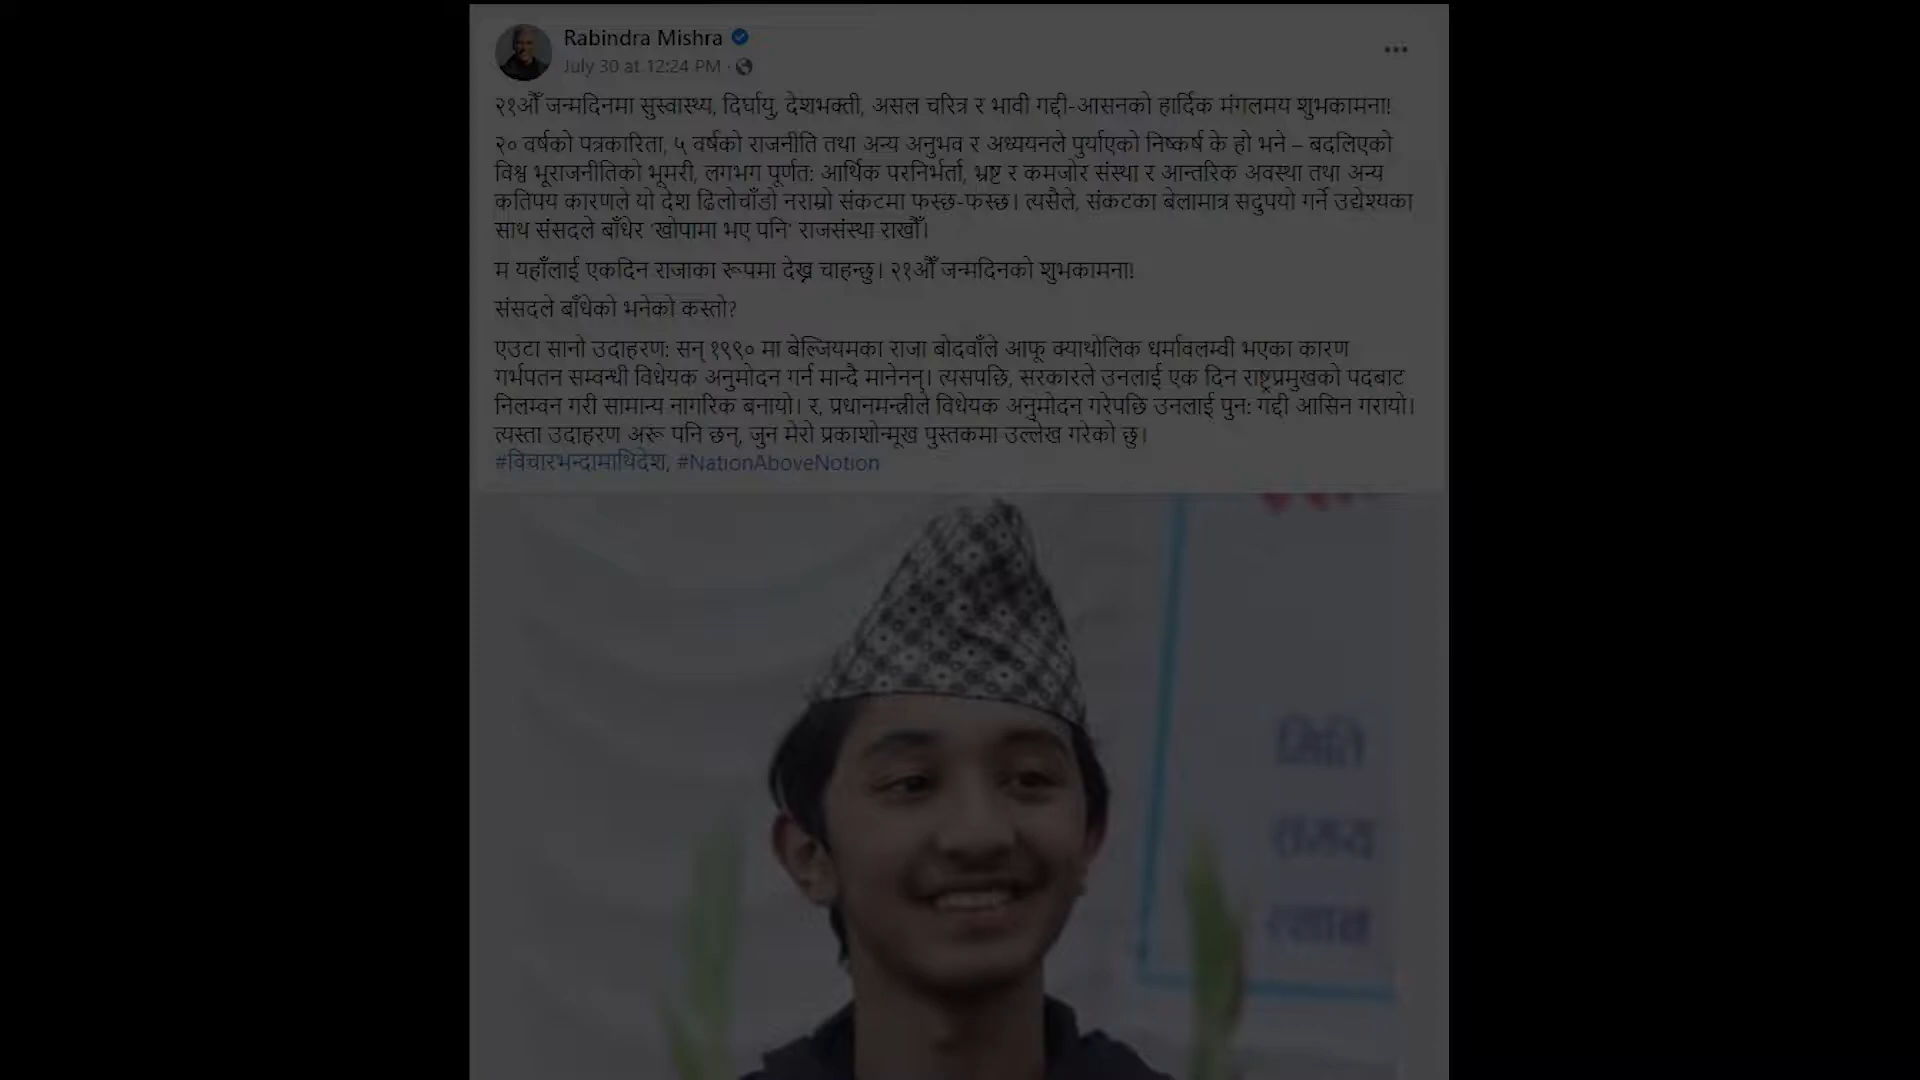 Rabindra Mishra
July 30 at 12:24 PM ·
२१औँ जन्मदिनमा सुस्वास्थ्य, दिर्घायु, देशभक्ती, असल चरित्र र भावी गद्दी-आसनको हार्दिक मंगलमय शुभकामना!
२० वर्षको पत्रकारिता, ५ वर्षको राजनीति तथा अन्य अनुभव र अध्ययनले पुर्याएको निष्कर्ष के हो भने – बदलिएको
विश्व भूराजनीतिको भूमरी, लगभग पूर्णत: आर्थिक परनिर्भर्ता, भ्रष्ट र कमजोर संस्था र आन्तरिक अवस्था तथा अन्य
कतिपय कारणले यो देश ढिलोचाँडो नराम्रो संकटमा फस्छ-फस्छ। त्यसैले, संकटका बेलामात्र सदुपयो गर्ने उद्येश्यका
साथ संसदले बाँधेर 'खोपामा भए पनि' राजसंस्था राखौँ।
म यहाँलाई एकदिन राजाका रूपमा देख्न चाहन्छु। २१औँ जन्मदिनको शुभकामना!
संसदले बाँधेको भनेको कस्तो?
एउटा सानो उदाहरण: सन् १९९० मा बेल्जियमका राजा बोदवाँले आफू क्याथोलिक धर्मावलम्वी भएका कारण
गर्भपतन सम्वन्धी विधेयक अनुमोदन गर्न मान्दै मानेनन्। त्यसपछि, सरकारले उनलाई एक दिन राष्ट्रप्रमुखको पदबाट
निलम्वन गरी सामान्य नागरिक बनायो। र, प्रधानमन्त्रीले विधेयक अनुमोदन गरेपछि उनलाई पुन: गद्दी आसिन गरायो।
त्यस्ता उदाहरण अरू पनि छन्, जुन मेरो प्रकाशोन्मूख पुस्तकमा उल्लेख गरेको छु।
#विचारभन्दामाथिदेश, #NationAboveNotion
मिति
समय
स्थान